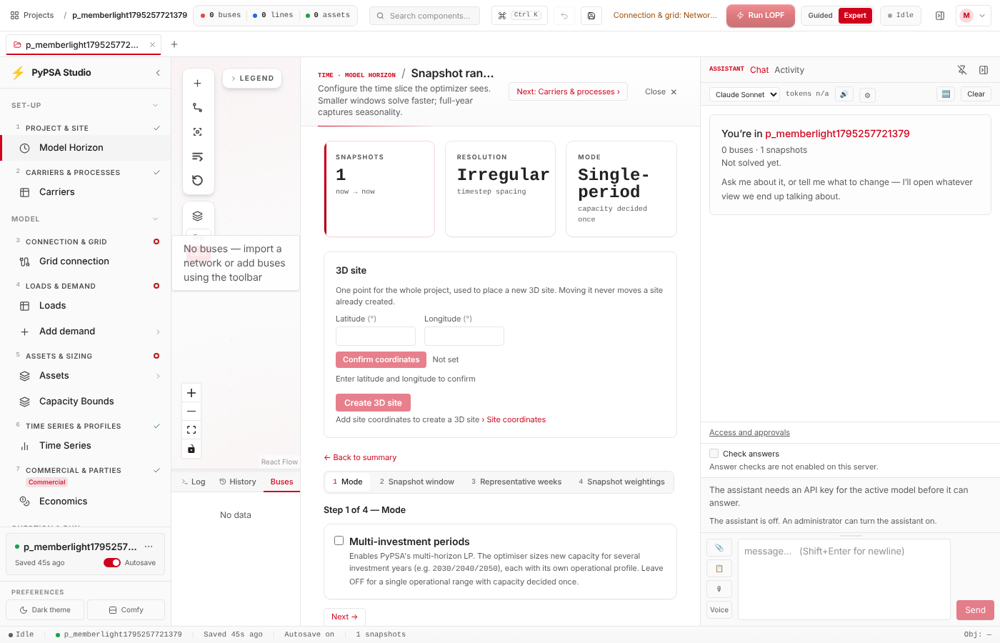 Projects / p_memberlight1795257721379
0 buses 0 lines 0 assets
Search components...
⌘ Ctrl K
Connection & grid: Networ...
Run LOPF
Guided Expert
Idle
M
p_memberlight179525772... × +
PyPSA Studio
SET-UP
1 PROJECT & SITE
Model Horizon
2 CARRIERS & PROCESSES
Carriers
MODEL
3 CONNECTION & GRID
Grid connection
4 LOADS & DEMAND
Loads
Add demand
5 ASSETS & SIZING
Assets
Capacity Bounds
6 TIME SERIES & PROFILES
Time Series
7 COMMERCIAL & PARTIES
Commercial
Economics
p_memberlight1795257... ...
Saved 45s ago Autosave
PREFERENCES
Dark theme Comfy
LEGEND
No buses — import a
network or add buses
using the toolbar
React Flow
Log History Buses
No data
TIME · MODEL HORIZON / Snapshot ran...
Configure the time slice the optimizer sees.
Smaller windows solve faster; full-year
captures seasonality.
Next: Carriers & processes ›
Close ×
SNAPSHOTS
1
now → now
RESOLUTION
Irregular
timestep spacing
MODE
Single-
period
capacity decided
once
3D site
One point for the whole project, used to place a new 3D site. Moving it never moves a site
already created.
Latitude (°) Longitude (°)
Confirm coordinates Not set
Enter latitude and longitude to confirm
Create 3D site
Add site coordinates to create a 3D site › Site coordinates
← Back to summary
1 Mode 2 Snapshot window 3 Representative weeks 4 Snapshot weightings
Step 1 of 4 — Mode
Multi-investment periods
Enables PyPSA's multi-horizon LP. The optimiser sizes new capacity for several
investment years (e.g. 2030/2040/2050), each with its own operational profile. Leave
OFF for a single operational range with capacity decided once.
Next →
ASSISTANT Chat Activity
Claude Sonnet tokens n/a Clear
You're in p_memberlight1795257721379
0 buses · 1 snapshots
Not solved yet.
Ask me about it, or tell me what to change — I'll open whatever
view we end up talking about.
Access and approvals
Check answers
Answer checks are not enabled on this server.
The assistant needs an API key for the active model before it can
answer.
The assistant is off. An administrator can turn the assistant on.
message... (Shift+Enter for newline)
Voice
Send
Idle p_memberlight1795257721379 Saved 45s ago Autosave on 1 snapshots Obj: —